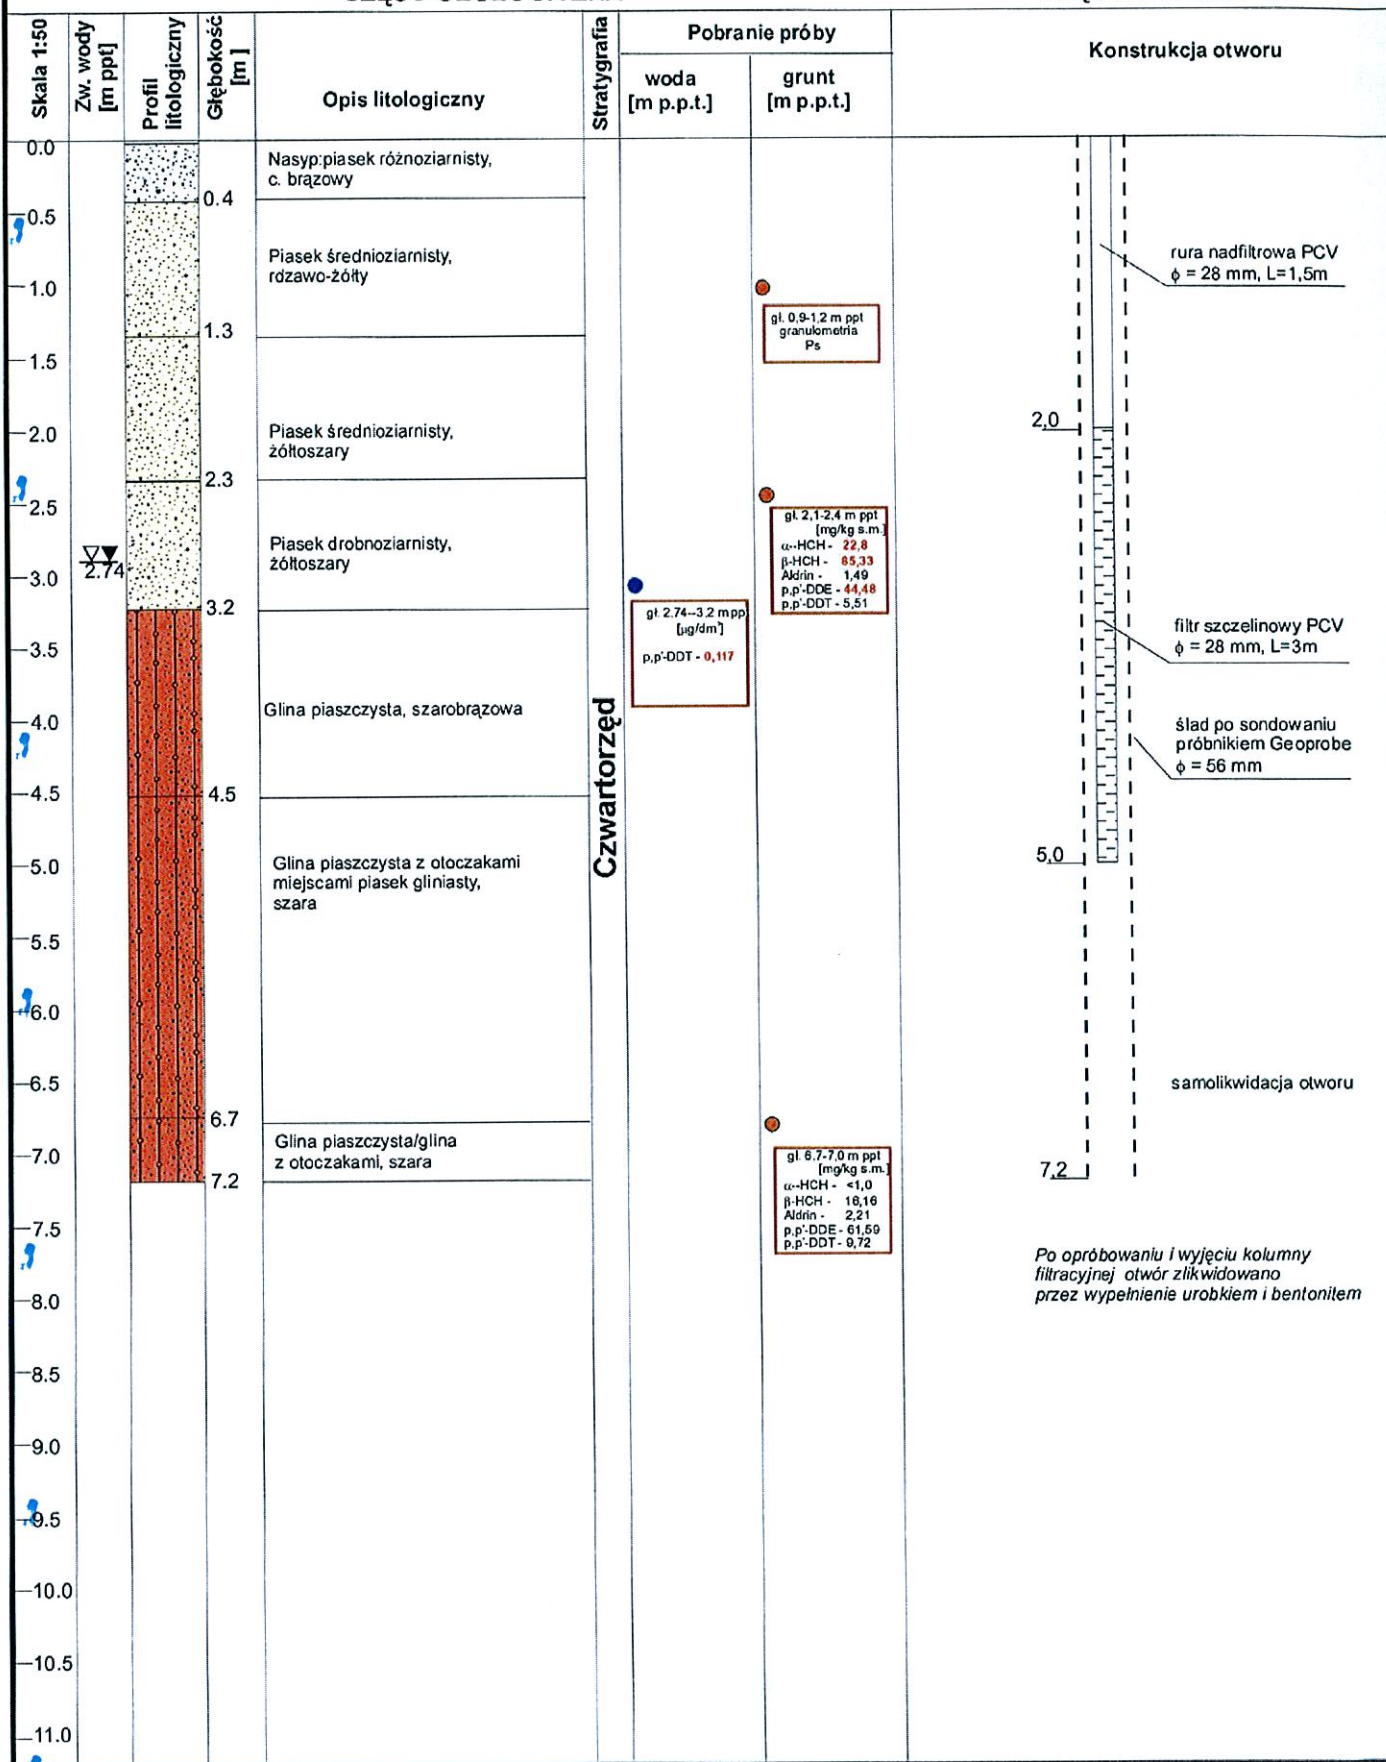 Skala 1:50
Zw. wody
[m ppt]
Profil
litologiczny
Głębokość
[m ]
Opis litologiczny
Stratygrafia
Pobranie próby
woda
[m p.p.t.]
grunt
[m p.p.t.]
Konstrukcja otworu
0.0
0.5
1.0
1.5
2.0
2.5
3.0
3.5
4.0
4.5
5.0
5.5
6.0
6.5
7.0
7.5
8.0
8.5
9.0
9.5
10.0
10.5
11.0
2.74
0.4
1.3
2.3
3.2
4.5
6.7
7.2
Nasyp:piasek różnoziarnisty,
c. brązowy
Piasek średnioziarnisty,
rdzawo-żółty
Piasek średnioziarnisty,
żółtoszary
Piasek drobnoziarnisty,
żółtoszary
Glina piaszczysta, szarobrązowa
Glina piaszczysta z otoczakami
miejscami piasek gliniasty,
szara
Glina piaszczysta/glina
z otoczakami, szara
Czwartorzęd
gł. 2.74--3.2 m pp
[µg/dm³]
p,p'-DDT - 0,117
gł. 0,9-1,2 m ppt
granulometria
Ps
gł. 2,1-2,4 m ppt
[mg/kg s.m.]
α--HCH - 22,8
β-HCH - 85,33
Aldrin - 1,49
p,p'-DDE - 44,48
p,p'-DDT - 5,51
gł. 6.7-7,0 m ppt
[mg/kg s.m.]
α--HCH - <1,0
β-HCH - 16,16
Aldrin - 2,21
p,p'-DDE - 61,59
p,p'-DDT - 9,72
rura nadfiltrowa PCV
ϕ = 28 mm, L=1,5m
2,0
filtr szczelinowy PCV
ϕ = 28 mm, L=3m
ślad po sondowaniu
próbnikiem Geoprobe
ϕ = 56 mm
5,0
samolikwidacja otworu
7,2
Po opróbowaniu i wyjęciu kolumny
filtracyjnej otwór zlikwidowano
przez wypełnienie urobkiem i bentonitem